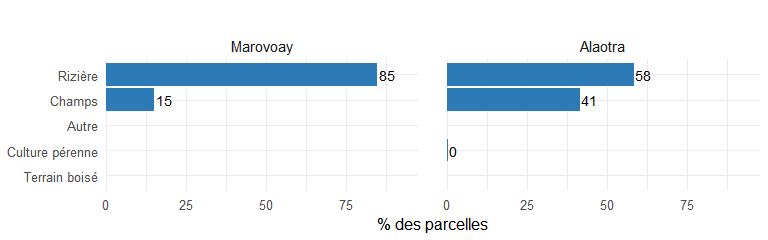 Marovoay Alaotra
Rizière 85 58
Champs 15 41
Autre
Culture pérenne 0
Terrain boisé
0 25 50 75 0 25 50 75
% des parcelles